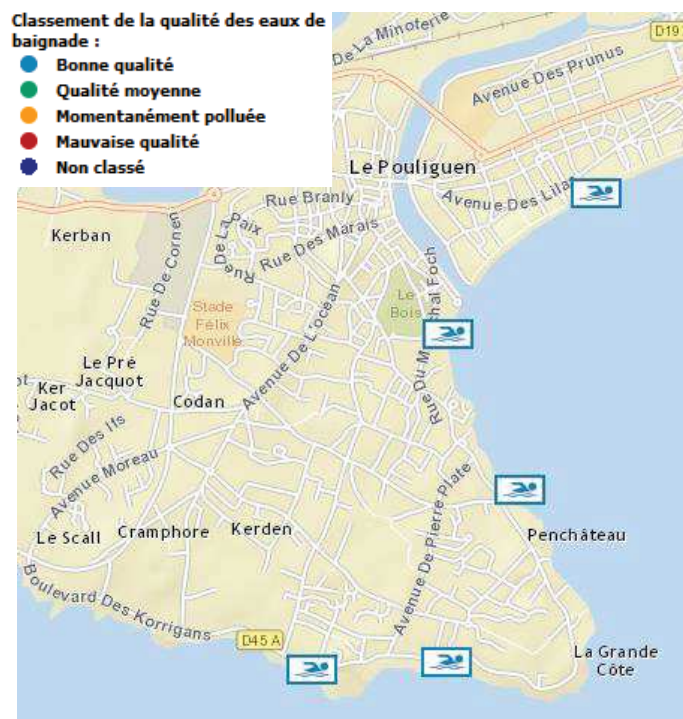 Classement de la qualité des eaux de
baignade :
Bonne qualité
Qualité moyenne
Momentanément polluée
Mauvaise qualité
Non classé
De La Minoterie
D19
Avenue Des Prunus
Le Pouliguen
Avenue Des Lilas
Rue Branly
Kerban
Rue De La Paix
Rue Des Marais
Rue De Corneri
Stade
Félix
Monville
Le
Bois
Avenue De L'océan
Rue Du Maréchal Foch
Le Pré
Jacquot
Ker
Jacot
Codan
Rue Des Ifs
Avenue Moreau
Avenue De Pierre Plate
Le Scall
Cramphore
Kerden
Penchâteau
Boulevard Des Korrigans
D45 A
La Grande
Côte